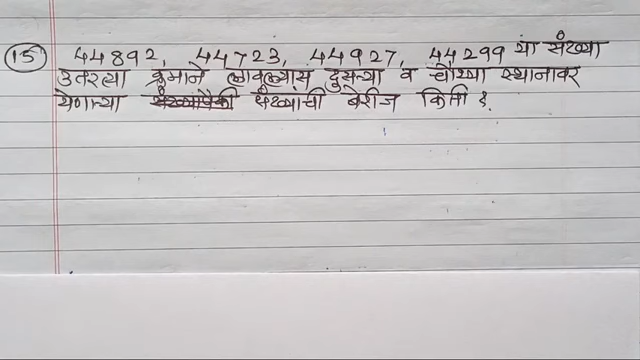 15) 44892, 44723, 44927, 44299 या संख्या
उतरत्या क्रमाने लावल्यास दुसऱ्या व चौथ्या स्थानावर
येणाऱ्या संख्यांपैकी संख्यांची बेरीज किती ?